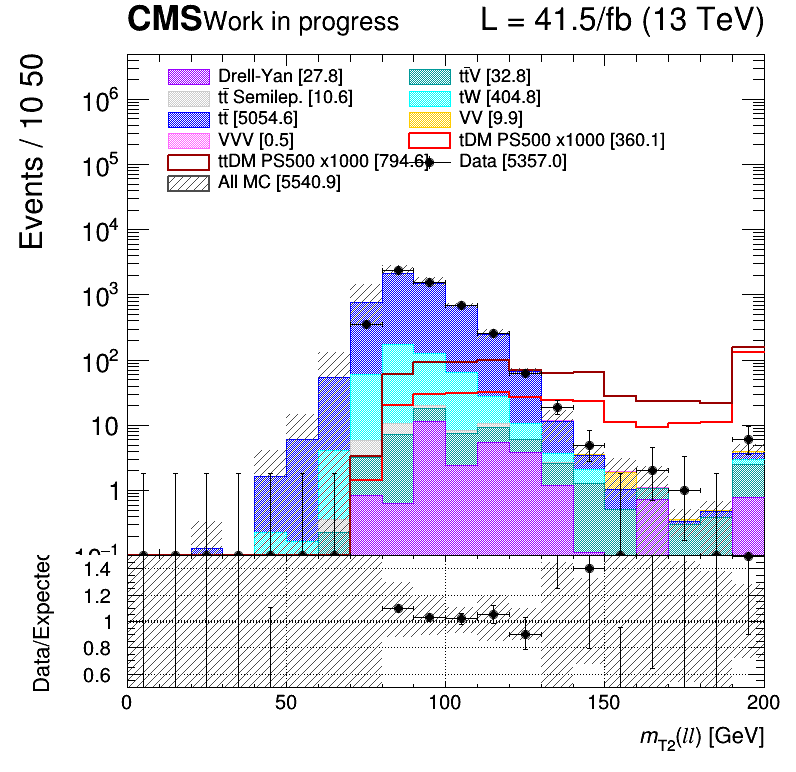 CMS Work in progress L = 41.5/fb (13 TeV)
Events / 10 50
10⁶
10⁵
10⁴
10³
10²
10
1
10⁻¹
Drell-Yan [27.8] tt̄V [32.8]
tt̄ Semilep. [10.6] tW [404.8]
tt̄ [5054.6] VV [9.9]
VVV [0.5] tDM PS500 x1000 [360.1]
ttDM PS500 x1000 [794.6] Data [5357.0]
All MC [5540.9]
Data/Expected
1.4
1.2
1
0.8
0.6
0 50 100 150 200
m_T2(ll) [GeV]